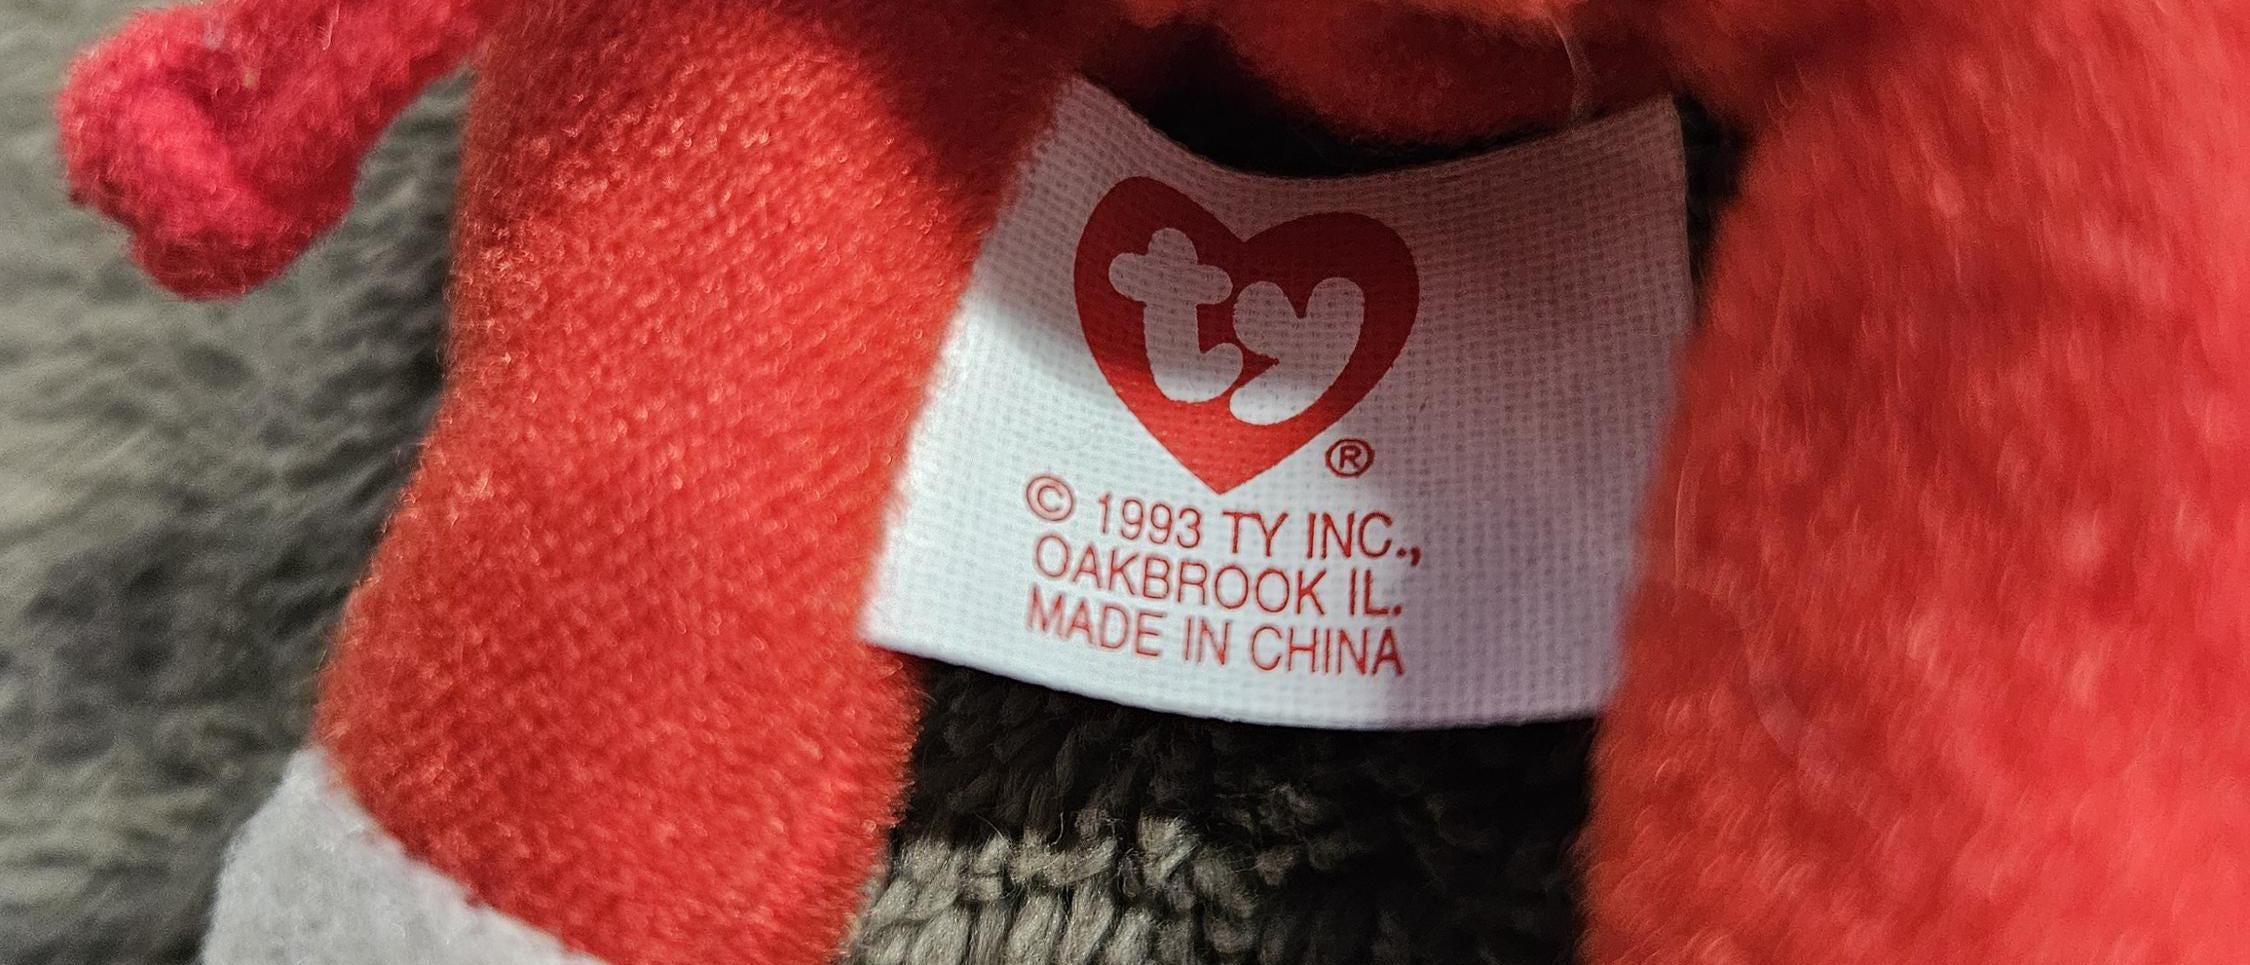 ty
®
© 1993 TY INC.,
OAKBROOK IL.
MADE IN CHINA